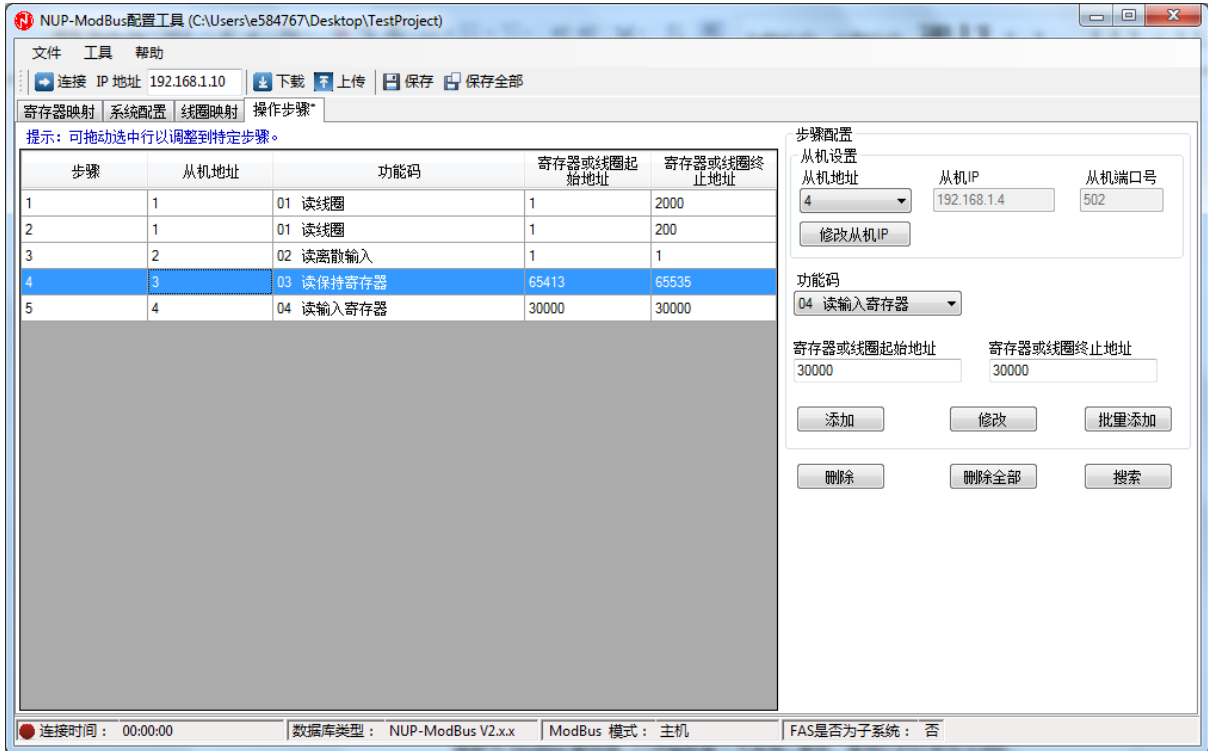 NUP-ModBus配置工具 (C:\Users\e584767\Desktop\TestProject)
文件 工具 帮助
连接 IP 地址 192.168.1.10 下载 上传 保存 保存全部
寄存器映射 系统配置 线圈映射 操作步骤*
提示：可拖动选中行以调整到特定步骤。
步骤 从机地址 功能码 寄存器或线圈起始地址 寄存器或线圈终止地址
1 1 01 读线圈 1 2000
2 1 01 读线圈 1 200
3 2 02 读离散输入 1 1
4 3 03 读保持寄存器 65413 65535
5 4 04 读输入寄存器 30000 30000
步骤配置
从机设置
从机地址 从机IP 从机端口号
4 192.168.1.4 502
修改从机IP
功能码
04 读输入寄存器
寄存器或线圈起始地址 寄存器或线圈终止地址
30000 30000
添加 修改 批量添加
删除 删除全部 搜索
连接时间： 00:00:00 数据库类型： NUP-ModBus V2.x.x ModBus 模式： 主机 FAS是否为子系统： 否